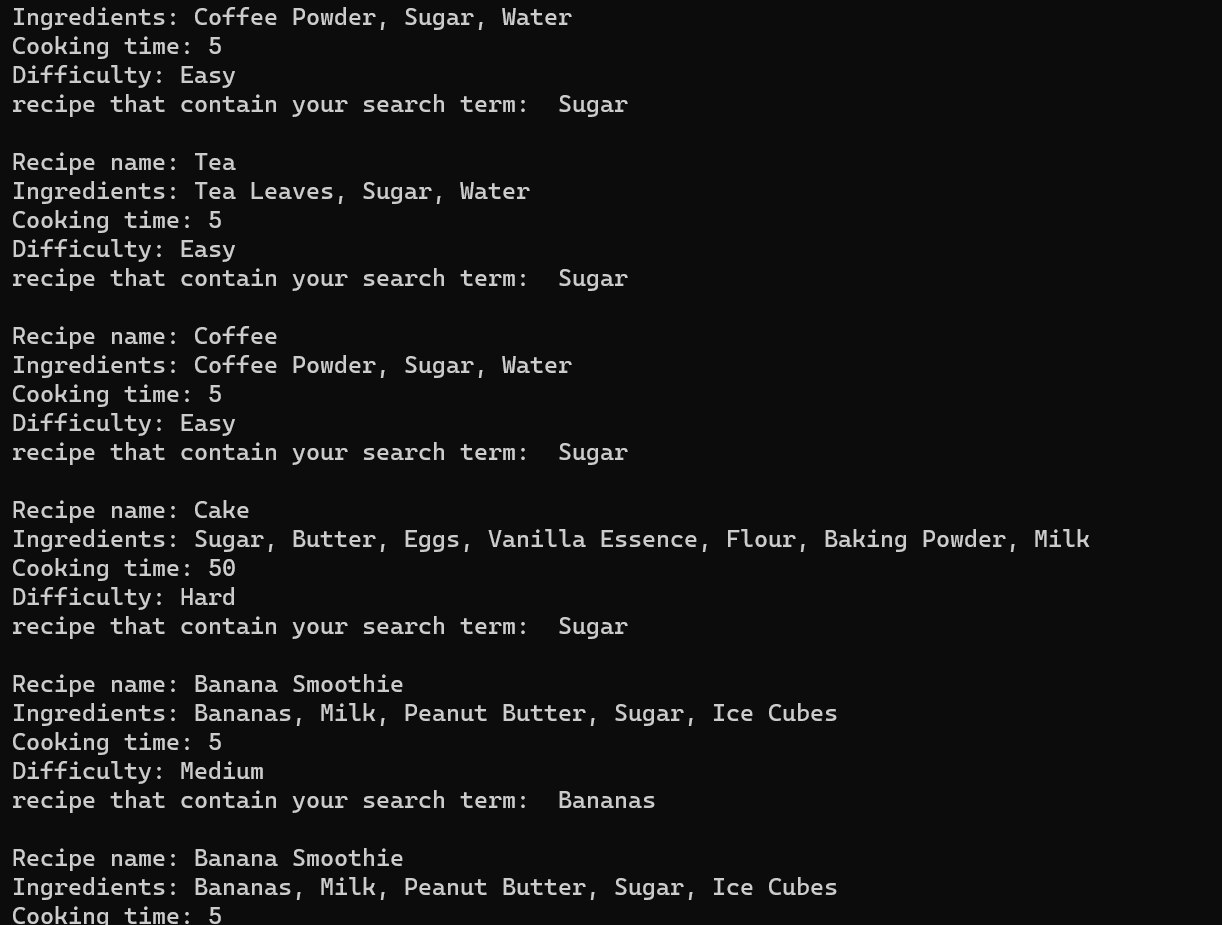 Ingredients: Coffee Powder, Sugar, Water
Cooking time: 5
Difficulty: Easy
recipe that contain your search term:  Sugar

Recipe name: Tea
Ingredients: Tea Leaves, Sugar, Water
Cooking time: 5
Difficulty: Easy
recipe that contain your search term:  Sugar

Recipe name: Coffee
Ingredients: Coffee Powder, Sugar, Water
Cooking time: 5
Difficulty: Easy
recipe that contain your search term:  Sugar

Recipe name: Cake
Ingredients: Sugar, Butter, Eggs, Vanilla Essence, Flour, Baking Powder, Milk
Cooking time: 50
Difficulty: Hard
recipe that contain your search term:  Sugar

Recipe name: Banana Smoothie
Ingredients: Bananas, Milk, Peanut Butter, Sugar, Ice Cubes
Cooking time: 5
Difficulty: Medium
recipe that contain your search term:  Bananas

Recipe name: Banana Smoothie
Ingredients: Bananas, Milk, Peanut Butter, Sugar, Ice Cubes
Cooking time: 5